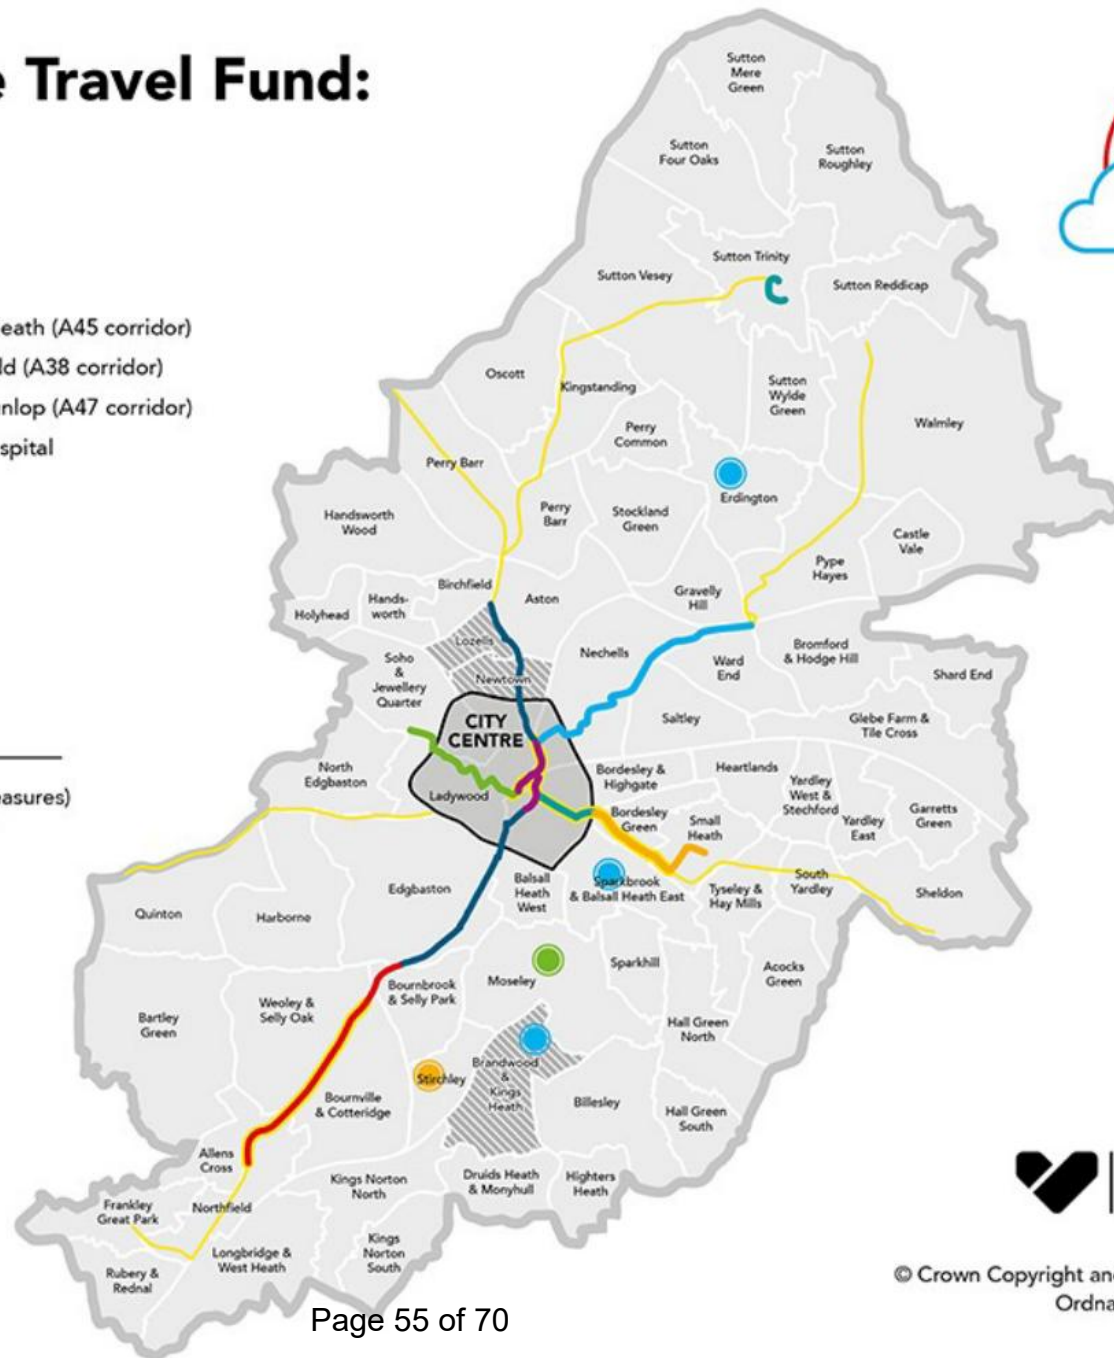 e Travel Fund:
eath (A45 corridor)
ld (A38 corridor)
unlop (A47 corridor)
spital
easures)
Sutton
Mere
Green
Sutton
Four Oaks
Sutton
Roughley
Sutton Trinity
Sutton Vesey
Sutton Reddicap
Oscott
Kingstanding
Sutton
Wylde
Green
Walmley
Perry
Common
Perry Barr
Erdington
Handsworth
Wood
Perry
Barr
Stockland
Green
Castle
Vale
Pype
Hayes
Birchfield
Hands-
worth
Holyhead
Aston
Gravelly
Hill
Lozells
Nechells
Bromford
& Hodge Hill
Ward
End
Shard End
Soho
&
Jewellery
Quarter
Newtown
CITY
CENTRE
Saltley
Glebe Farm &
Tile Cross
North
Edgbaston
Ladywood
Bordesley &
Highgate
Heartlands
Yardley
West &
Stechford
Bordesley
Green
Small
Heath
Yardley
East
Garretts
Green
Edgbaston
Balsall
Heath
West
Sparkbrook
& Balsall Heath East
Tyseley &
Hay Mills
South
Yardley
Sheldon
Quinton
Harborne
Moseley
Sparkhill
Acocks
Green
Bournbrook
& Selly Park
Weoley &
Selly Oak
Bartley
Green
Hall Green
North
Stirchley
Brandwood
&
Kings
Heath
Billesley
Bournville
& Cotteridge
Hall Green
South
Allens
Cross
Kings Norton
North
Druids Heath
& Monyhull
Highters
Heath
Frankley
Great Park
Northfield
Longbridge &
West Heath
Kings
Norton
South
Rubery &
Rednal
© Crown Copyright an
Ordna
Page 55 of 70